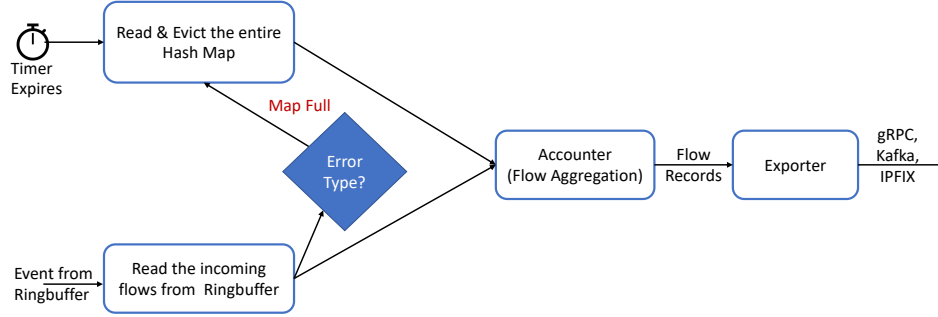 Timer
Expires
Read & Evict the entire
Hash Map
Map Full
Error
Type?
Event from
Ringbuffer
Read the incoming
flows from Ringbuffer
Accounter
(Flow Aggregation)
Flow
Records
Exporter
gRPC,
Kafka,
IPFIX